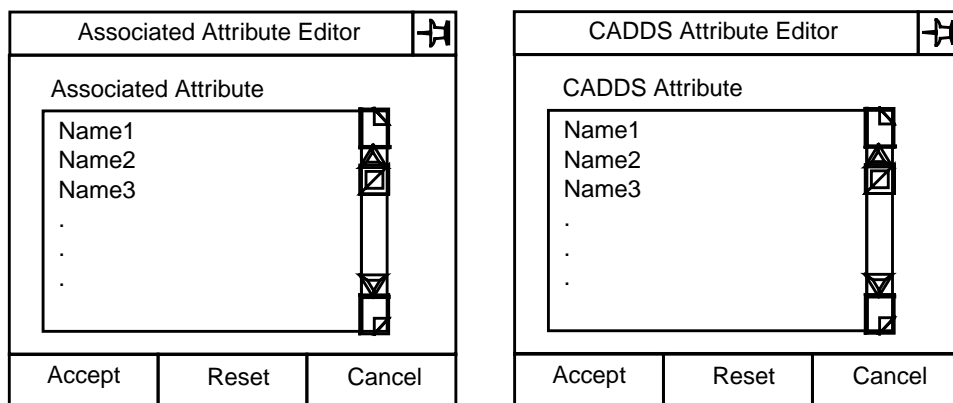 Associated Attribute Editor
Associated Attribute
Name1
Name2
Name3
.
.
.
Accept Reset Cancel
CADDS Attribute Editor
CADDS Attribute
Name1
Name2
Name3
.
.
.
Accept Reset Cancel